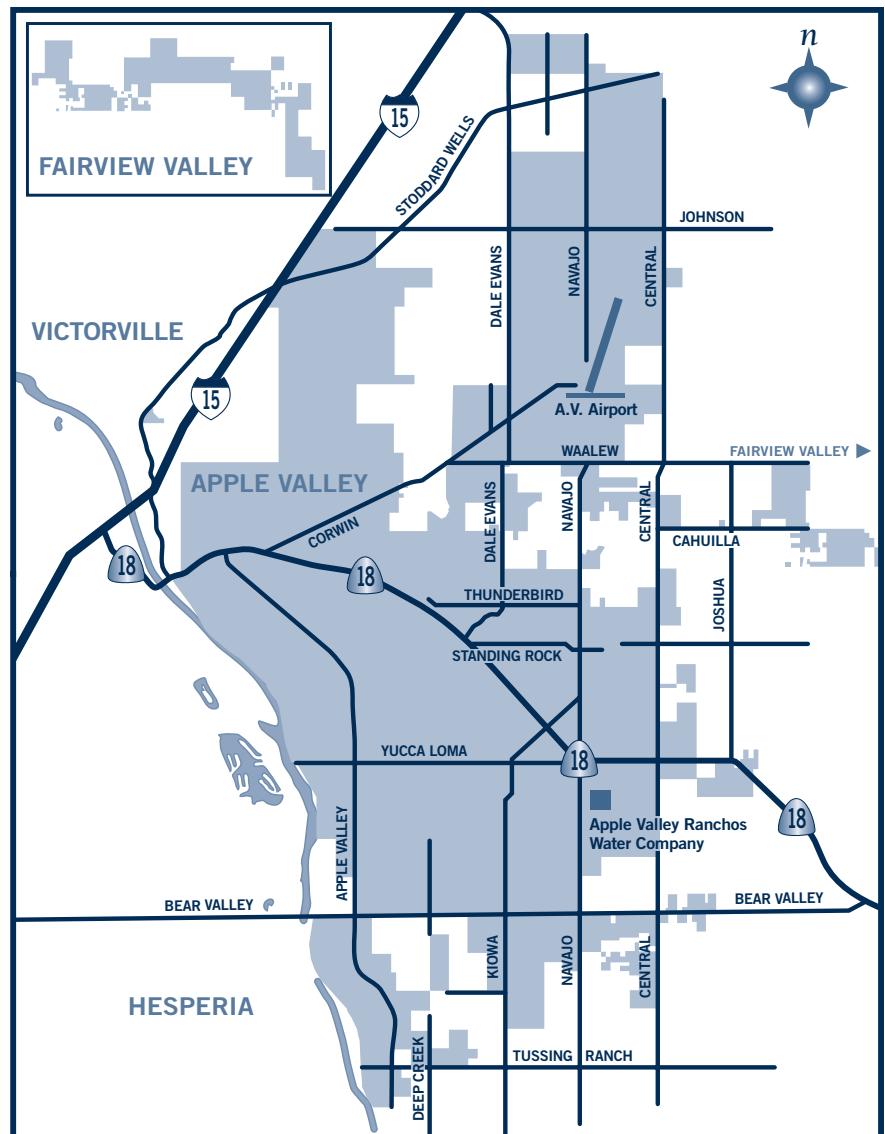 n
FAIRVIEW VALLEY
15
STODDARD WELLS
JOHNSON
DALE EVANS
NAVAJO
CENTRAL
VICTORVILLE
15
A.V. Airport
WAALEW
FAIRVIEW VALLEY
APPLE VALLEY
CORWIN
DALE EVANS
NAVAJO
CENTRAL
CAHUILLA
18
18
THUNDERBIRD
JOSHUA
STANDING ROCK
YUCCA LOMA
18
Apple Valley Ranchos
Water Company
18
APPLE VALLEY
BEAR VALLEY
BEAR VALLEY
KIOWA
NAVAJO
CENTRAL
HESPERIA
DEEP CREEK
TUSSING RANCH